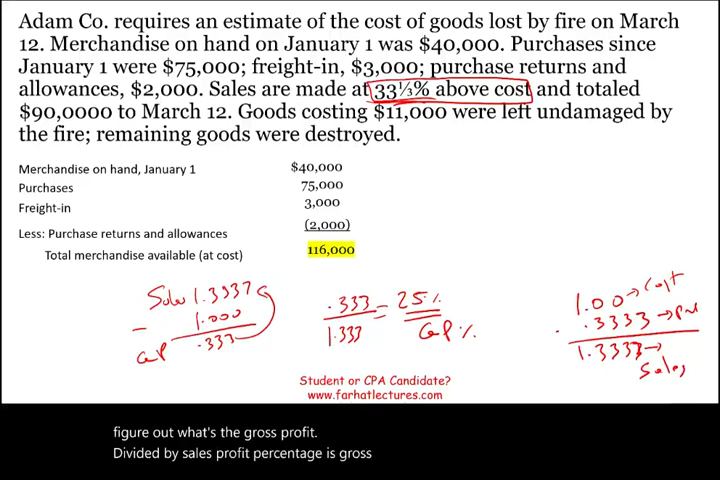 Adam Co. requires an estimate of the cost of goods lost by fire on March
12. Merchandise on hand on January 1 was $40,000. Purchases since
January 1 were $75,000; freight-in, $3,000; purchase returns and
allowances, $2,000. Sales are made at 33⅓% above cost and totaled
$90,0000 to March 12. Goods costing $11,000 were left undamaged by
the fire; remaining goods were destroyed.
Merchandise on hand, January 1 $40,000
Purchases 75,000
Freight-in 3,000
Less: Purchase returns and allowances (2,000)
Total merchandise available (at cost) 116,000
Sales
- 1.000
GP .333
.333 = 25%
1.333 GP %
1.00 → Cost
.3333 →
1.3333 →
Sales
Student or CPA Candidate?
www.farhatlectures.com
figure out what's the gross profit.
Divided by sales profit percentage is gross